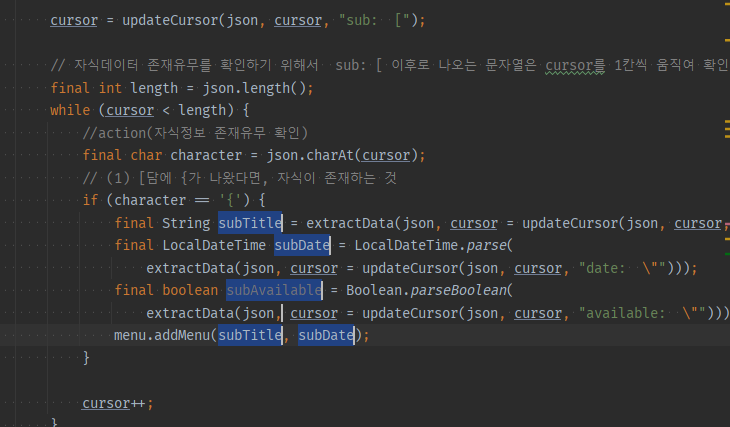 cursor = updateCursor(json, cursor, "sub: [");
// 자식데이터 존재유무를 확인하기 위해서 sub: [ 이후로 나오는 문자열은 cursor를 1칸씩 움직여 확인
final int length = json.length();
while (cursor < length) {
//action(자식정보 존재유무 확인)
final char character = json.charAt(cursor);
// (1) [답에 {가 나왔다면, 자식이 존재하는 것
if (character == '{') {
final String subTitle = extractData(json, cursor = updateCursor(json, cursor,
final LocalDateTime subDate = LocalDateTime.parse(
extractData(json, cursor = updateCursor(json, cursor, "date: \"")));
final boolean subAvailable = Boolean.parseBoolean(
extractData(json, cursor = updateCursor(json, cursor, "available: \"")))
menu.addMenu(subTitle, subDate);
}
cursor++;
}